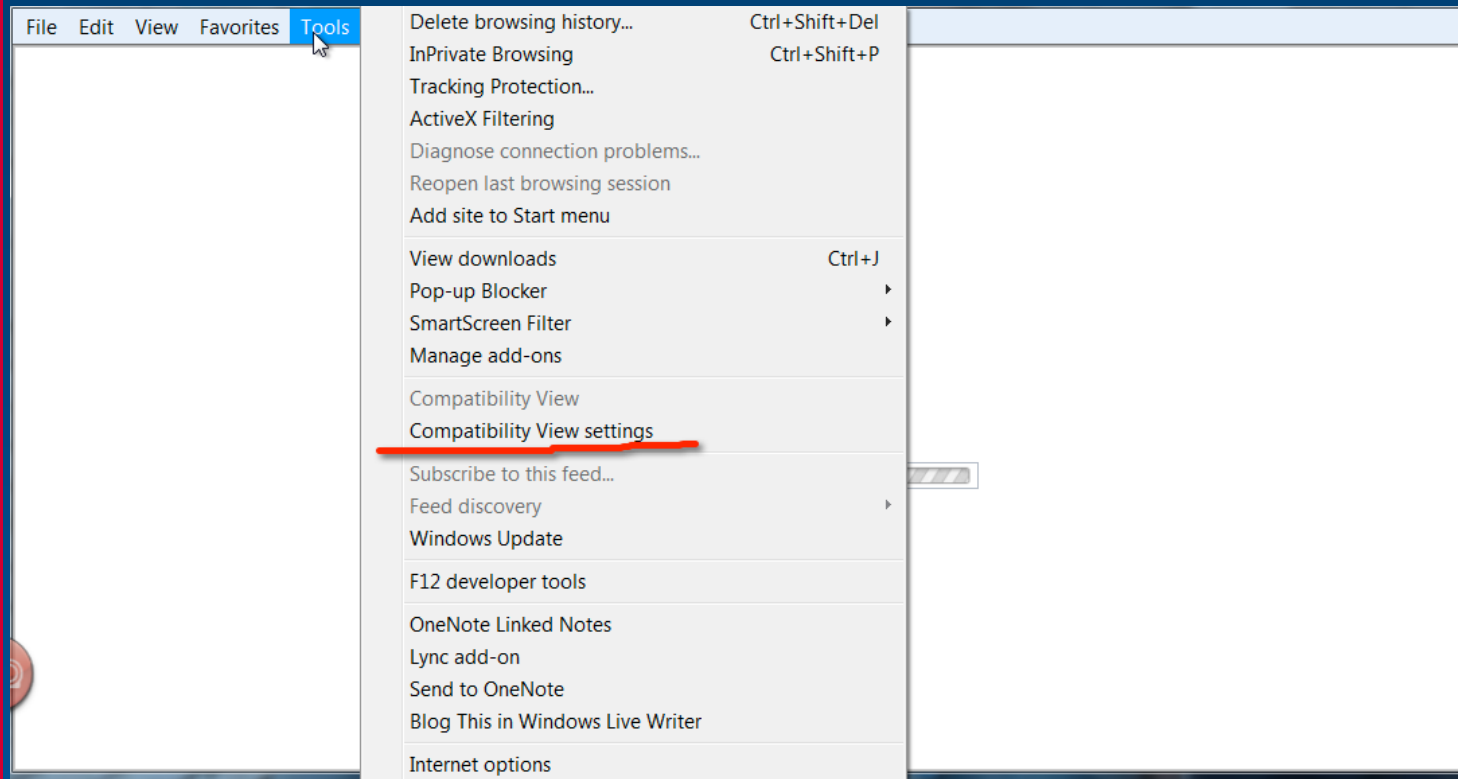 File Edit View Favorites Tools
Delete browsing history... Ctrl+Shift+Del
InPrivate Browsing Ctrl+Shift+P
Tracking Protection...
ActiveX Filtering
Diagnose connection problems...
Reopen last browsing session
Add site to Start menu
View downloads Ctrl+J
Pop-up Blocker
SmartScreen Filter
Manage add-ons
Compatibility View
Compatibility View settings
Subscribe to this feed...
Feed discovery
Windows Update
F12 developer tools
OneNote Linked Notes
Lync add-on
Send to OneNote
Blog This in Windows Live Writer
Internet options